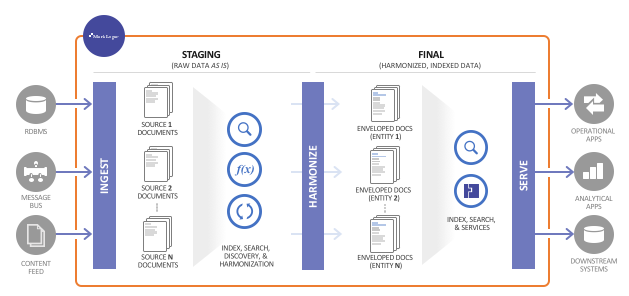 MarkLogic
STAGING
(RAW DATA AS IS)
FINAL
(HARMONIZED, INDEXED DATA)
RDBMS
MESSAGE
BUS
CONTENT
FEED
INGEST
SOURCE 1
DOCUMENTS
SOURCE 2
DOCUMENTS
SOURCE N
DOCUMENTS
f(x)
INDEX, SEARCH,
DISCOVERY, &
HARMONIZATION
HARMONIZE
ENVELOPED DOCS
(ENTITY 1)
ENVELOPED DOCS
(ENTITY 2)
ENVELOPED DOCS
(ENTITY N)
INDEX, SEARCH,
& SERVICES
SERVE
OPERATIONAL
APPS
ANALYTICAL
APPS
DOWNSTREAM
SYSTEMS